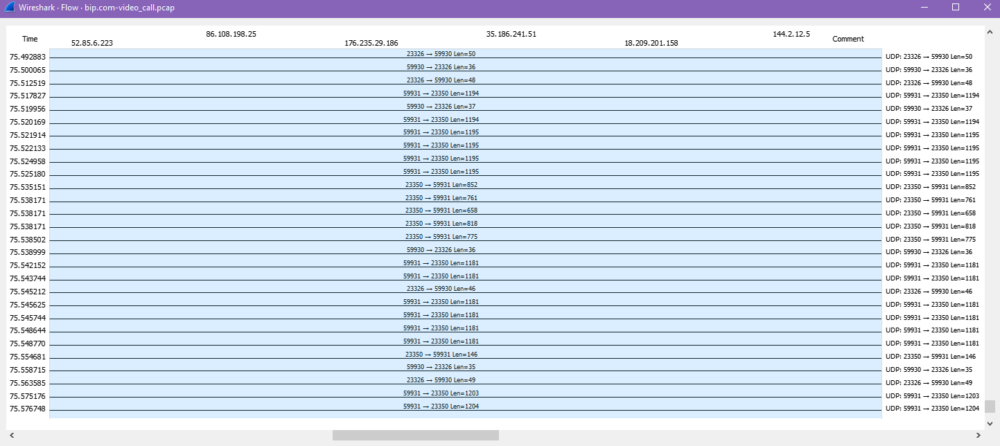 Wireshark · Flow · bip.com-video_call.pcap
Time 52.85.6.223 86.108.198.25 176.235.29.186 35.186.241.51 18.209.201.158 144.2.12.5 Comment
75.492883 23326 → 59930 Len=50 UDP: 23326 → 59930 Len=50
75.500065 59930 → 23326 Len=36 UDP: 59930 → 23326 Len=36
75.512519 23326 → 59930 Len=48 UDP: 23326 → 59930 Len=48
75.517827 59931 → 23350 Len=1194 UDP: 59931 → 23350 Len=1194
75.519956 59930 → 23326 Len=37 UDP: 59930 → 23326 Len=37
75.520169 59931 → 23350 Len=1194 UDP: 59931 → 23350 Len=1194
75.521914 59931 → 23350 Len=1195 UDP: 59931 → 23350 Len=1195
75.522133 59931 → 23350 Len=1195 UDP: 59931 → 23350 Len=1195
75.524958 59931 → 23350 Len=1195 UDP: 59931 → 23350 Len=1195
75.525180 59931 → 23350 Len=1195 UDP: 59931 → 23350 Len=1195
75.535151 23350 → 59931 Len=852 UDP: 23350 → 59931 Len=852
75.538171 23350 → 59931 Len=761 UDP: 23350 → 59931 Len=761
75.538171 23350 → 59931 Len=658 UDP: 23350 → 59931 Len=658
75.538171 23350 → 59931 Len=818 UDP: 23350 → 59931 Len=818
75.538502 23350 → 59931 Len=775 UDP: 23350 → 59931 Len=775
75.538999 59930 → 23326 Len=36 UDP: 59930 → 23326 Len=36
75.542152 59931 → 23350 Len=1181 UDP: 59931 → 23350 Len=1181
75.543744 59931 → 23350 Len=1181 UDP: 59931 → 23350 Len=1181
75.545212 23326 → 59930 Len=46 UDP: 23326 → 59930 Len=46
75.545625 59931 → 23350 Len=1181 UDP: 59931 → 23350 Len=1181
75.545744 59931 → 23350 Len=1181 UDP: 59931 → 23350 Len=1181
75.548644 59931 → 23350 Len=1181 UDP: 59931 → 23350 Len=1181
75.548770 59931 → 23350 Len=1181 UDP: 59931 → 23350 Len=1181
75.554681 23350 → 59931 Len=146 UDP: 23350 → 59931 Len=146
75.558715 59930 → 23326 Len=35 UDP: 59930 → 23326 Len=35
75.563585 23326 → 59930 Len=49 UDP: 23326 → 59930 Len=49
75.575176 59931 → 23350 Len=1203 UDP: 59931 → 23350 Len=1203
75.576748 59931 → 23350 Len=1204 UDP: 59931 → 23350 Len=1204